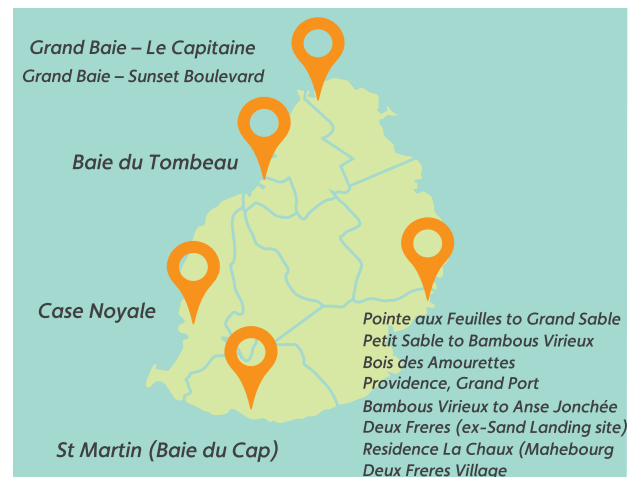 Grand Baie – Le Capitaine
Grand Baie – Sunset Boulevard
Baie du Tombeau
Case Noyale
St Martin (Baie du Cap)
Pointe aux Feuilles to Grand Sable
Petit Sable to Bambous Virieux
Bois des Amourettes
Providence, Grand Port
Bambous Virieux to Anse Jonchée
Deux Freres (ex-Sand Landing site)
Residence La Chaux (Mahebourg
Deux Freres Village